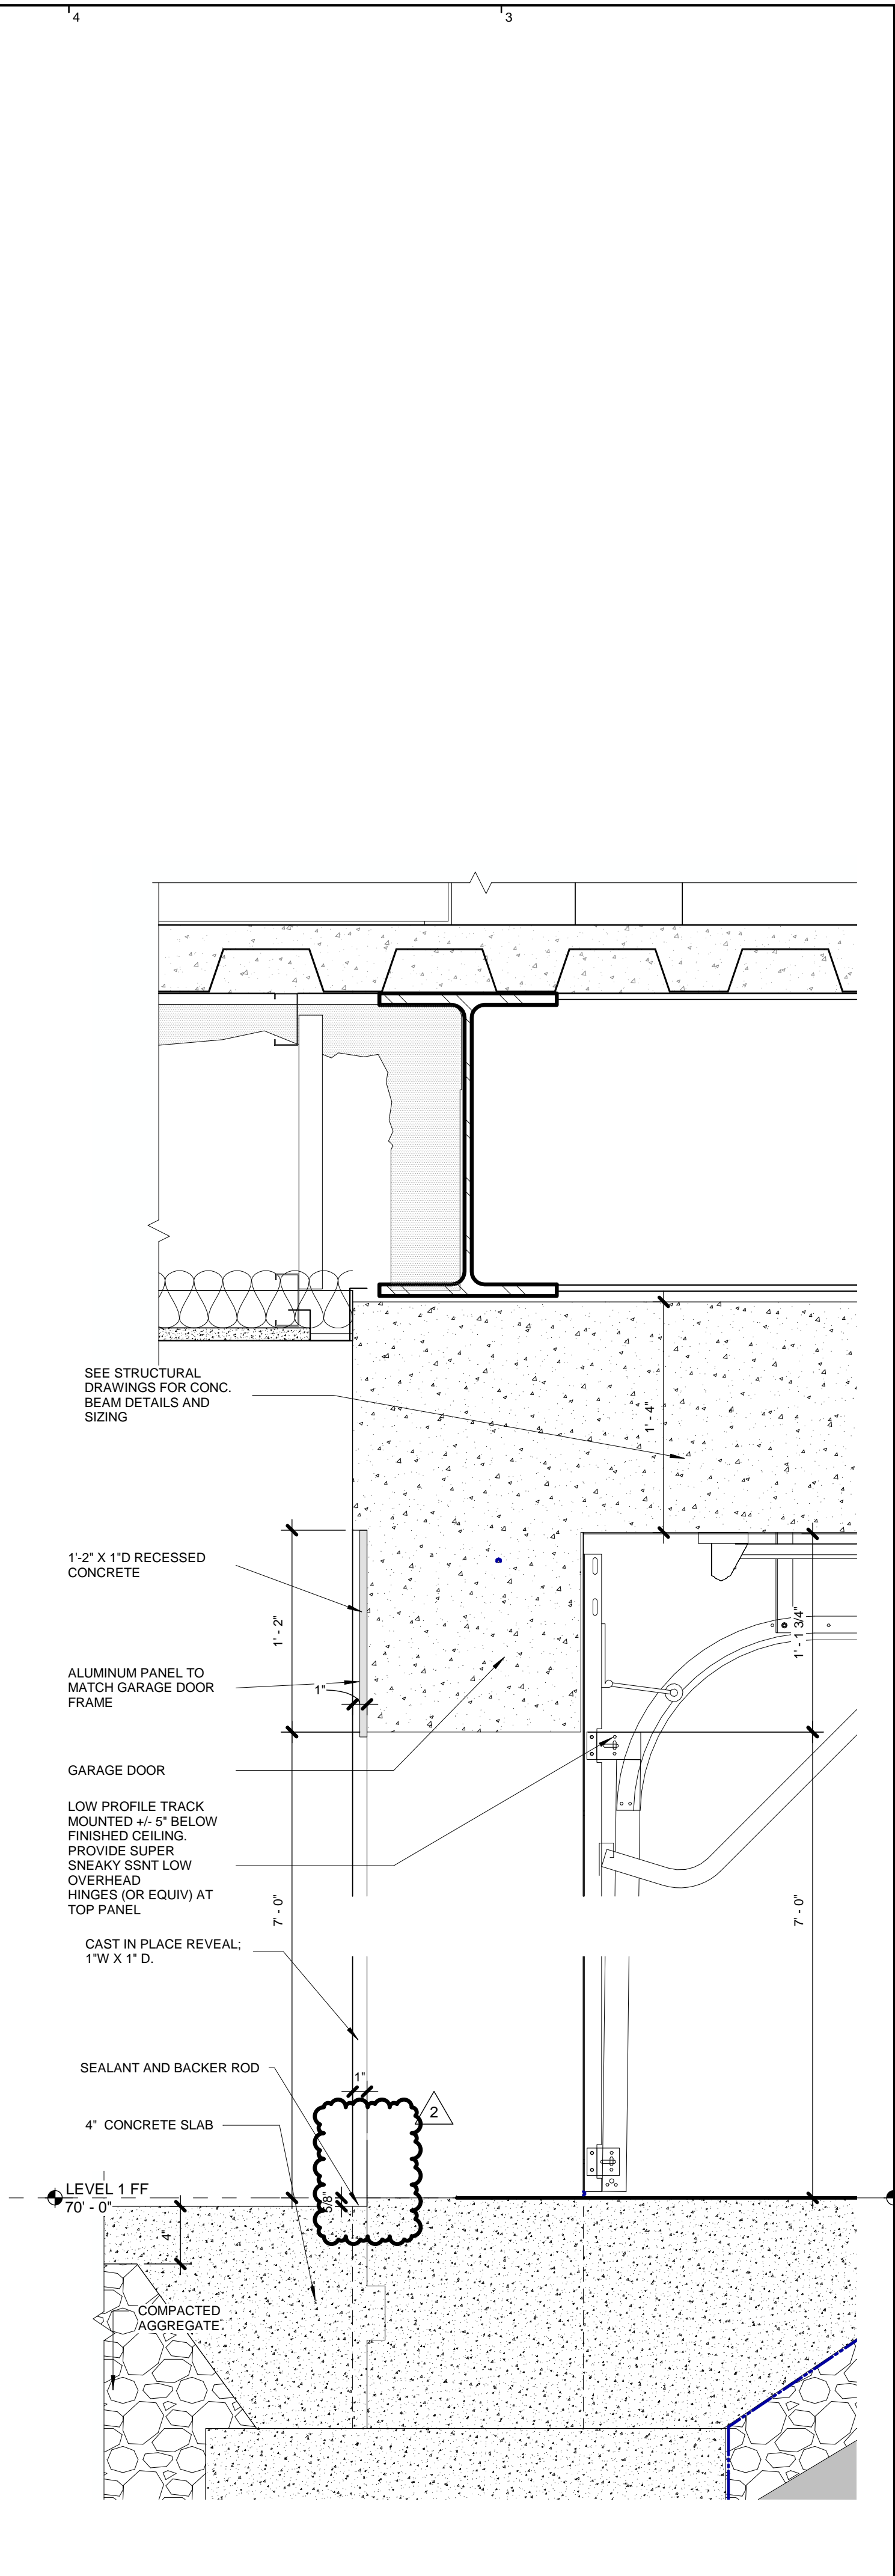 4
3
SEE STRUCTURAL
DRAWINGS FOR CONC.
BEAM DETAILS AND
SIZING
1' - 4"
1'-2" X 1"D RECESSED
CONCRETE
1' - 2"
1' - 1 3/4"
ALUMINUM PANEL TO
MATCH GARAGE DOOR
FRAME
1"
GARAGE DOOR
LOW PROFILE TRACK
MOUNTED +/- 5" BELOW
FINISHED CEILING.
PROVIDE SUPER
SNEAKY SSNT LOW
OVERHEAD
HINGES (OR EQUIV) AT
TOP PANEL
7' - 0"
7' - 0"
CAST IN PLACE REVEAL;
1"W X 1" D.
SEALANT AND BACKER ROD
1"
2
4" CONCRETE SLAB
LEVEL 1 FF
70' - 0"
5/8"
4"
COMPACTED
AGGREGATE